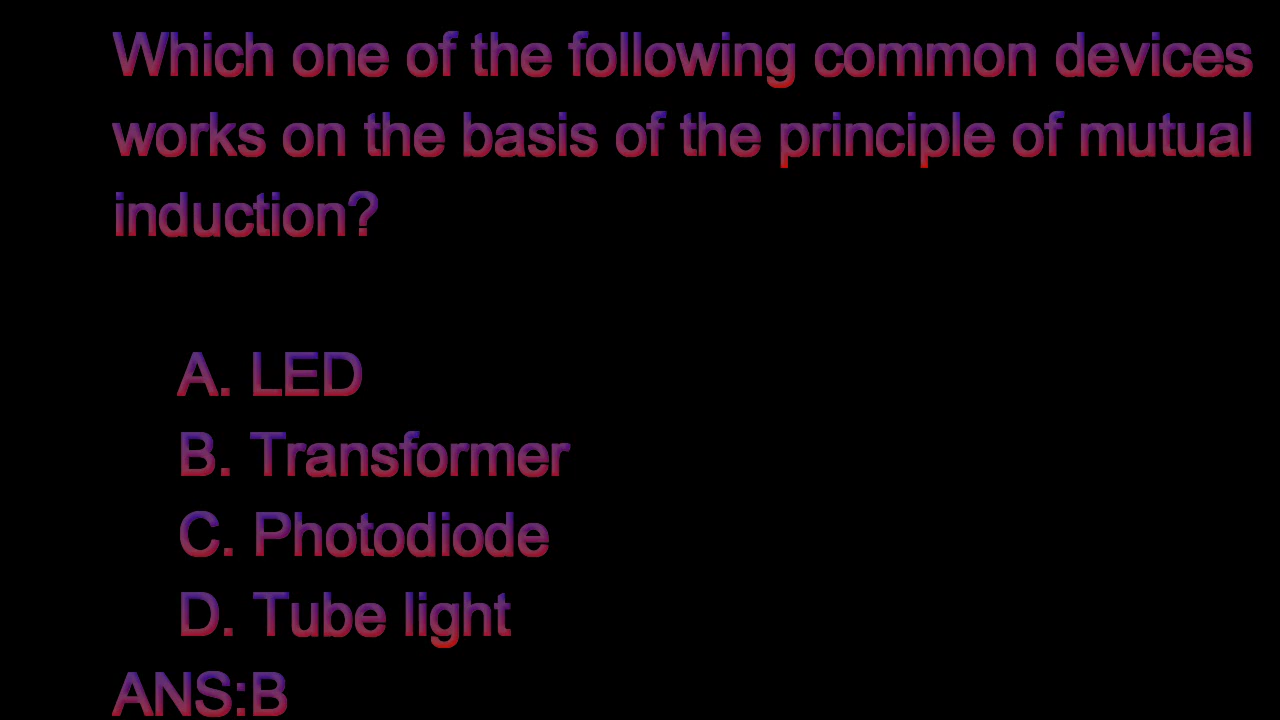 Which one of the following common devices
works on the basis of the principle of mutual
induction?
A. LED
B. Transformer
C. Photodiode
D. Tube light
ANS:B